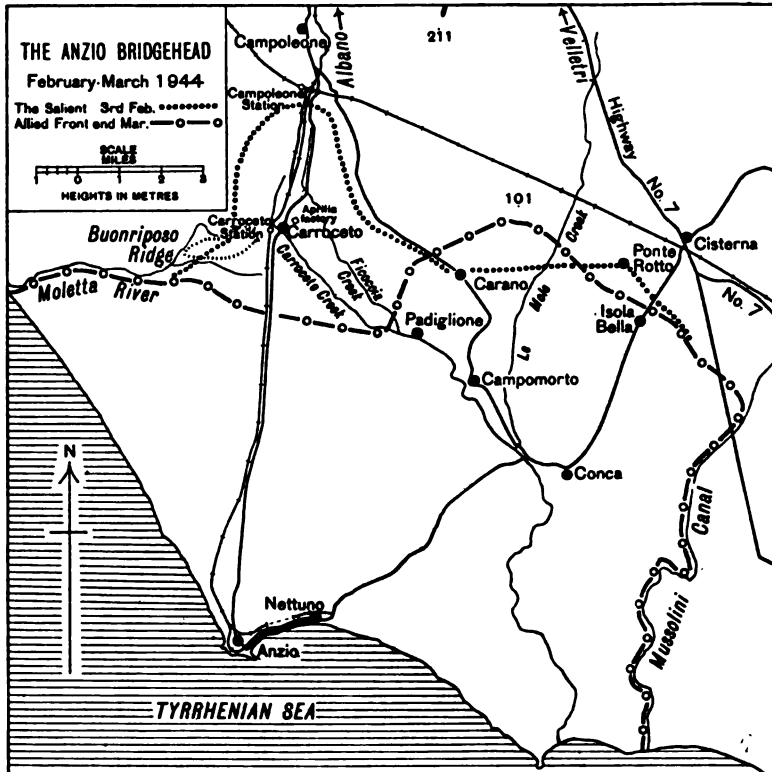 THE ANZIO BRIDGEHEAD
February-March 1944
The Salient 3rd Feb.
Allied Front end Mar.
SCALE
MILES
1 0 1 2 3
HEIGHTS IN METRES
Campoleone
Albano
211
Velletri
Campoleone
Station
Highway
No. 7
101
Carroceto
Station
Aprilia
factory
Carroceto
Buonriposo
Ridge
Cisterna
Ponte
Rotto
Creek
Mole
Le
Carano
Ficoccia
Creek
Carroceto Creek
Moletta
River
No. 7
Isola
Bella
Padiglione
Campomorto
Conca
Canal
Mussolini
N
Nettuno
Anzio
TYRRHENIAN SEA